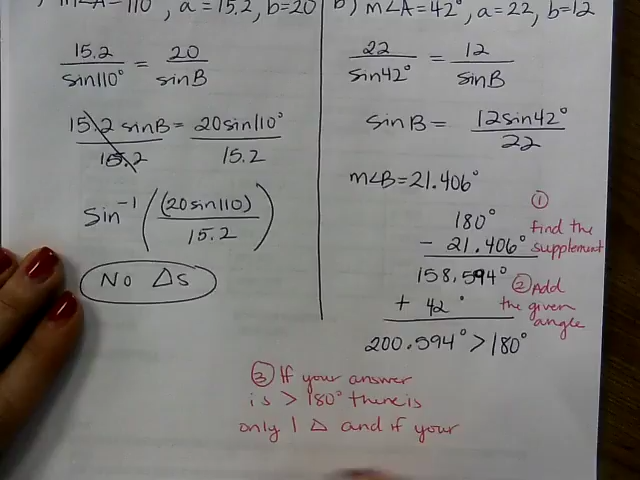 m∠A=110°, a=15.2, b=20
15.2 / sin110° = 20 / sinB
15.2 sinB / 15.2 = 20sin110° / 15.2
Sin⁻¹ ( (20sin110) / 15.2 )
No △s
b) m∠A=42°, a=22, b=12
22 / sin42° = 12 / sinB
sinB = 12sin42° / 22
m∠B=21.406°
180°
- 21.406°
158.594°
+ 42°
200.594° > 180°
① find the
supplement
② Add
the given
angle
③ If your answer
is > 180° there is
only 1 △ and if your